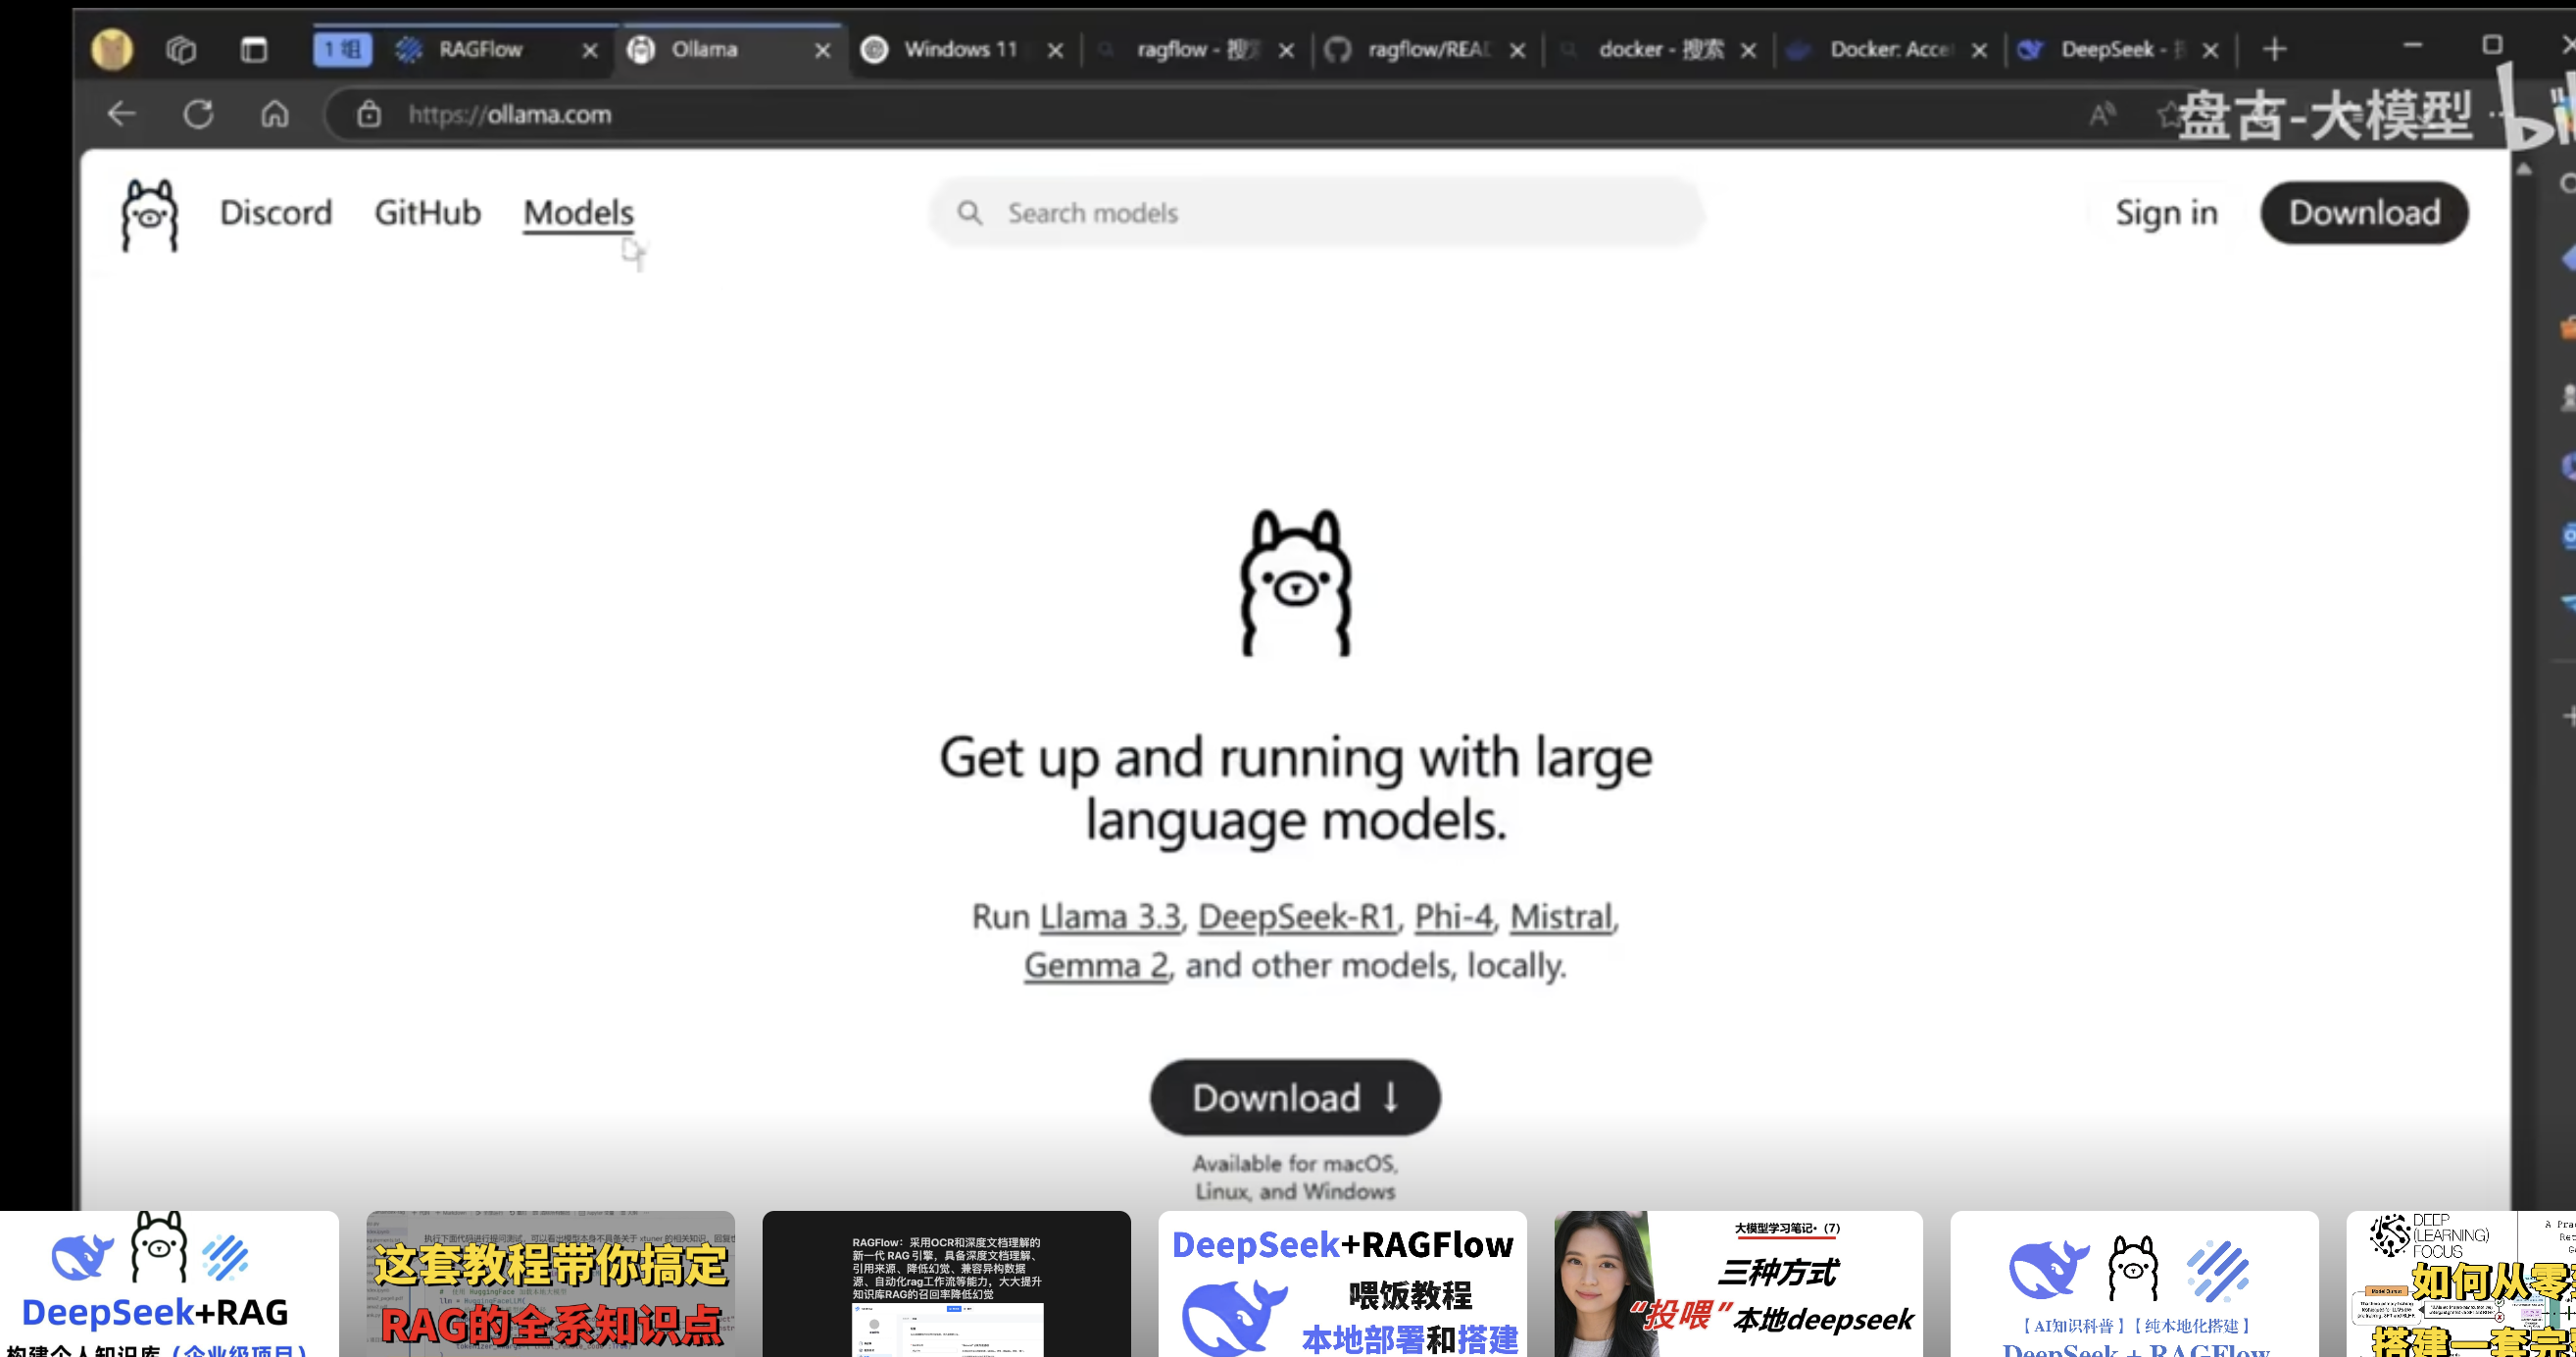 1 组 RAGFlow
Ollama
Windows 11
ragflow - 搜
ragflow/READ
docker - 搜索
Docker: Acce
DeepSeek -
https://ollama.com
盘古-大模型
Discord GitHub Models
Search models
Sign in
Download
Get up and running with large
language models.
Run Llama 3.3, DeepSeek-R1, Phi-4, Mistral,
Gemma 2, and other models, locally.
Download ↓
Available for macOS,
Linux, and Windows
DeepSeek+RAG
构建个人知识库（企业级项目）
这套教程带你搞定
RAG的全系知识点
RAGFlow：采用OCR和深度文档理解的
新一代 RAG 引擎，具备深度文档理解、
引用来源、降低幻觉、兼容异构数据
源、自动化rag工作流等能力，大大提升
知识库RAG的召回率降低幻觉
DeepSeek+RAGFlow
喂饭教程
本地部署和搭建
大模型学习笔记·（7）
三种方式
“投喂”本地deepseek
【AI知识科普】【纯本地化搭建】
DeepSeek + RAGFlow
DEEP
(LEARNING)
FOCUS
如何从零
搭建一套完